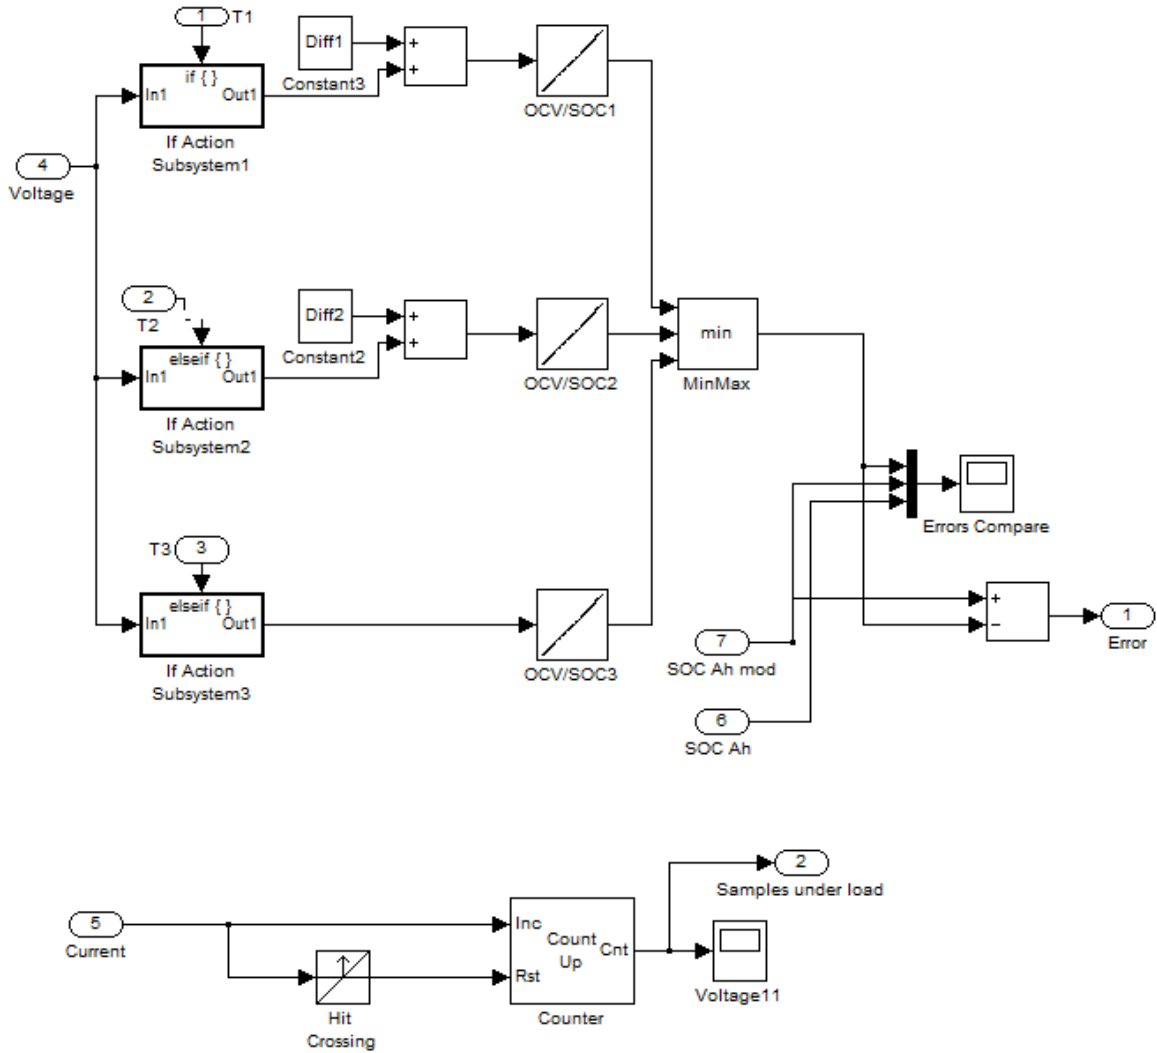 1
T1
if { }
In1
Out1
If Action
Subsystem1
Diff1
Constant3
+
+
OCV/SOC1
4
Voltage
2
T2
elseif { }
In1
Out1
If Action
Subsystem2
Diff2
Constant2
+
+
OCV/SOC2
min
MinMax
Errors Compare
T3
3
elseif { }
In1
Out1
If Action
Subsystem3
OCV/SOC3
7
SOC Ah mod
6
SOC Ah
+
−
1
Error
5
Current
Hit
Crossing
Inc
Rst
Count
Up
Cnt
Counter
2
Samples under load
Voltage11